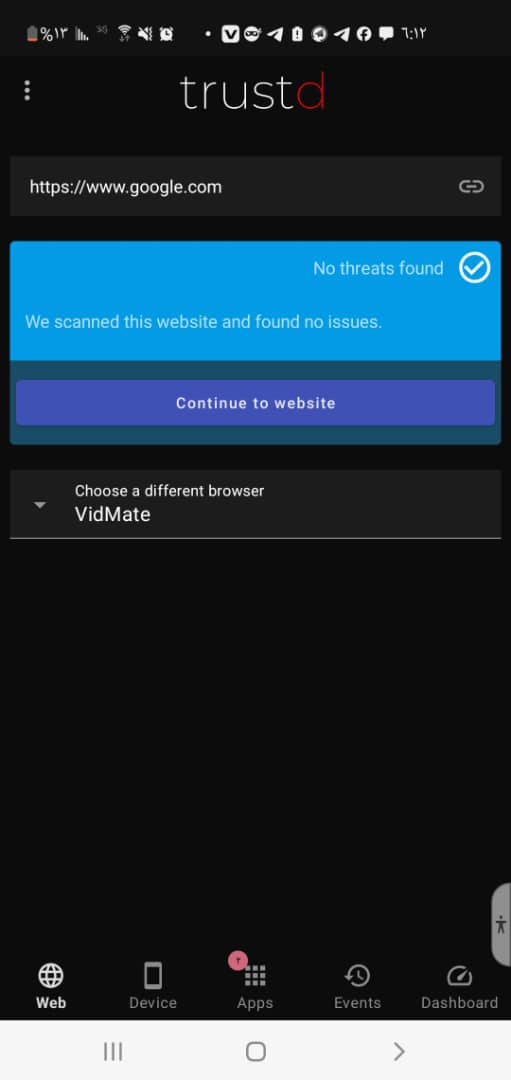 %١٣ 5G ٦:١٢
trustd
https://www.google.com
No threats found
We scanned this website and found no issues.
Continue to website
Choose a different browser
VidMate
Web
Device
Apps
Events
Dashboard